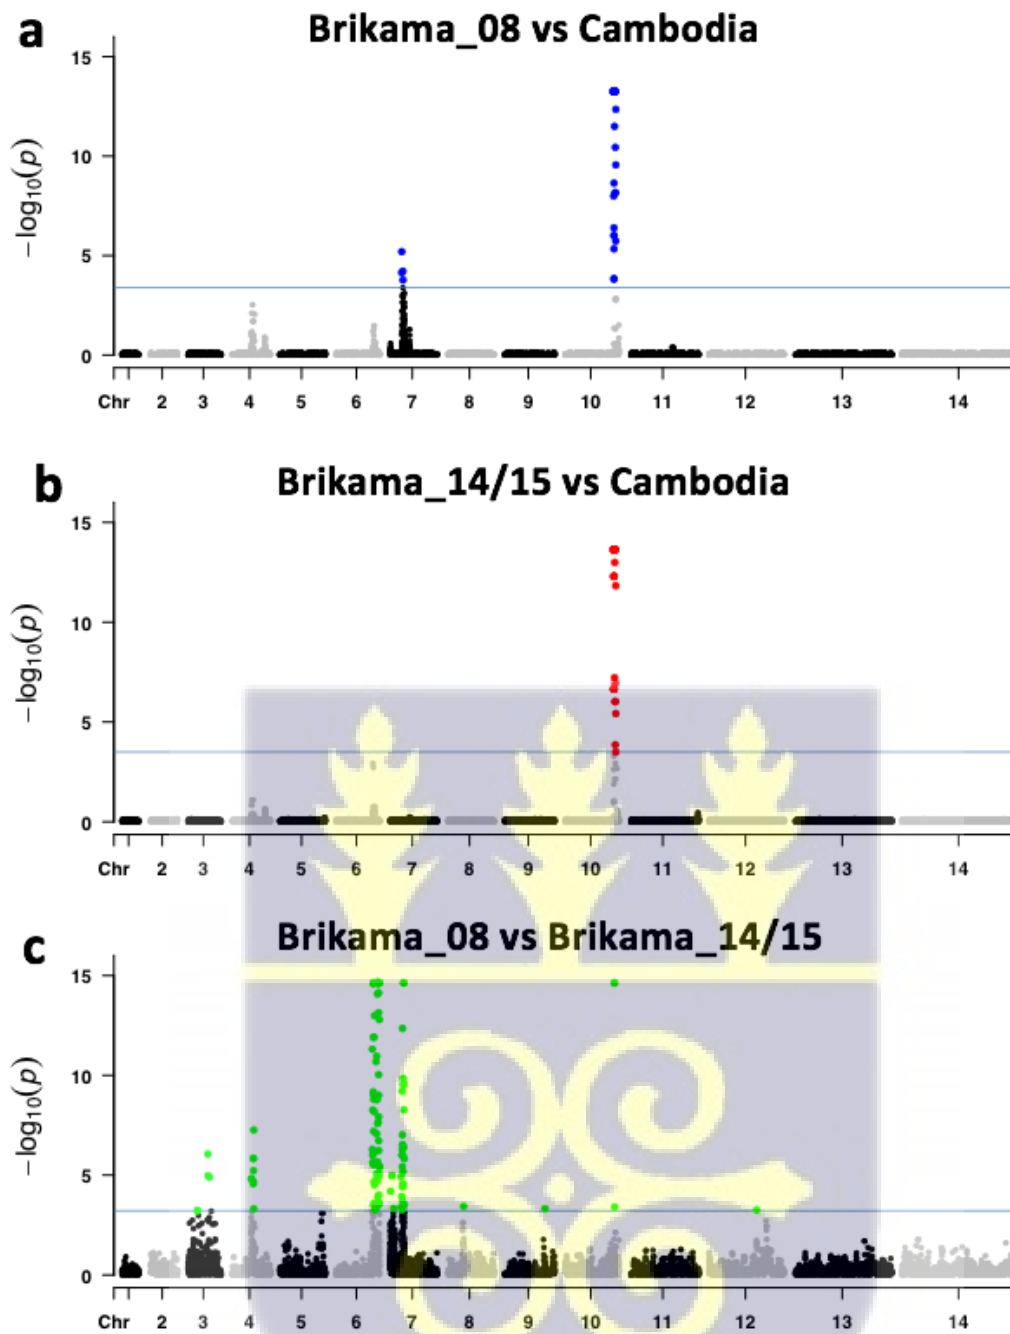 a
Brikama_08 vs Cambodia
15
10
5
0
−log₁₀(p)
Chr 2 3 4 5 6 7 8 9 10 11 12 13 14
b
Brikama_14/15 vs Cambodia
15
10
5
0
−log₁₀(p)
Chr 2 3 4 5 6 7 8 9 10 11 12 13 14
c
Brikama_08 vs Brikama_14/15
15
10
5
0
−log₁₀(p)
Chr 2 3 4 5 6 7 8 9 10 11 12 13 14